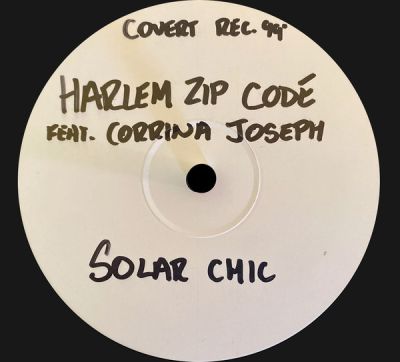 COVERT REC. 99'
HARLEM ZIP CODÉ
FEAT. CORRINA JOSEPH
SOLAR CHIC